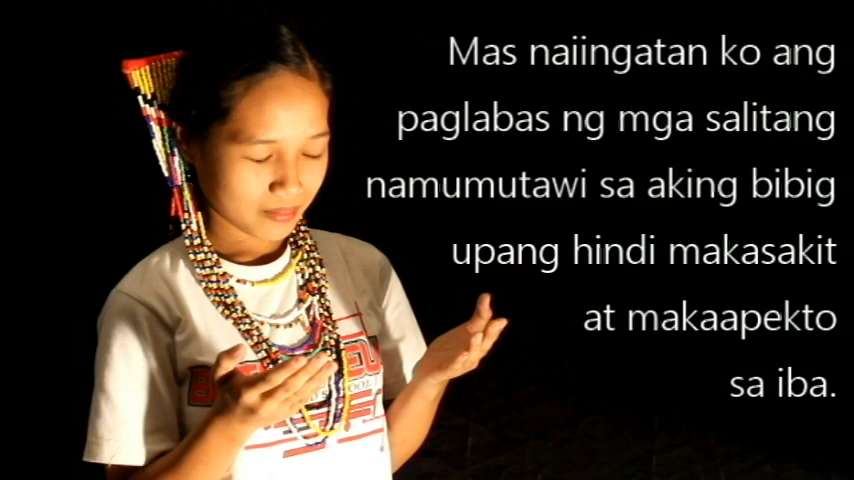 Mas naiingatan ko ang
paglabas ng mga salitang
namumutawi sa aking bibig
upang hindi makasakit
at makaapekto
sa iba.